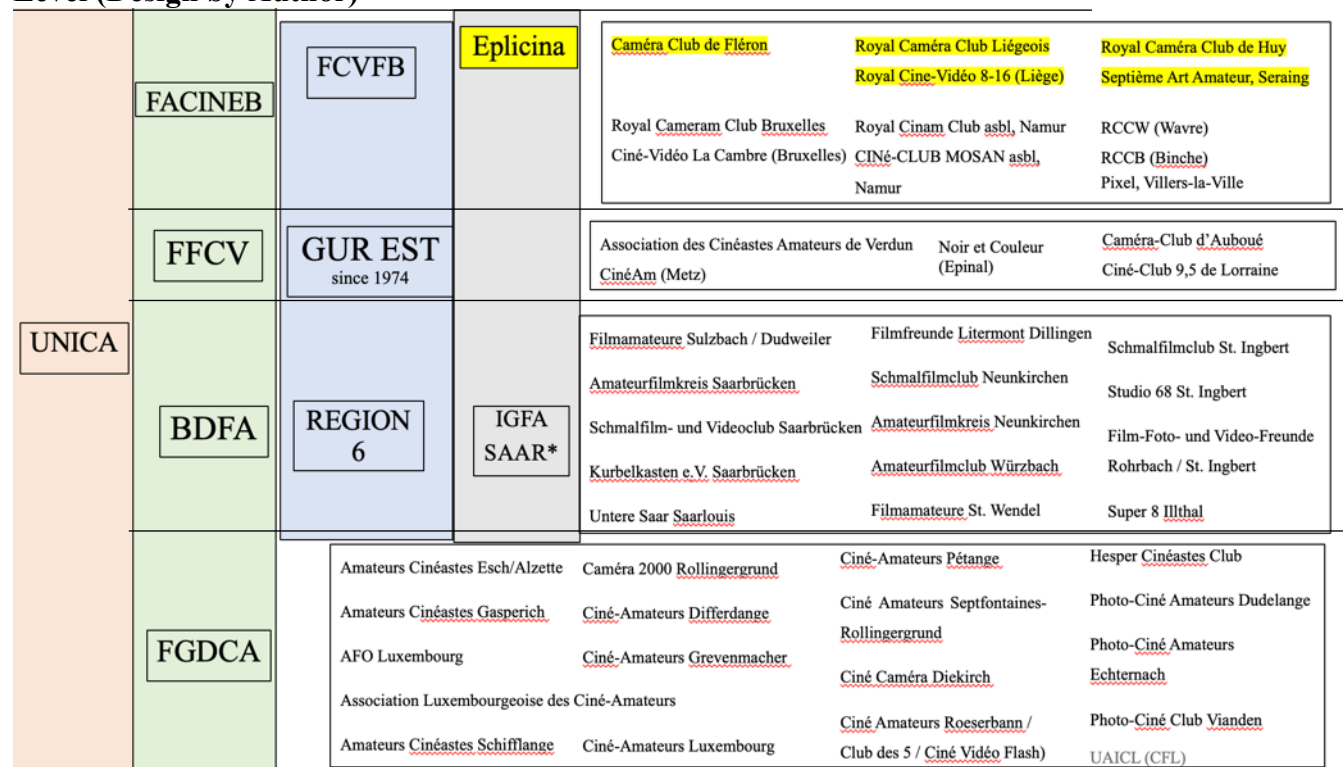 Level (Design by Author)
UNICA
FACINEB
FCVFB
Eplicina
Caméra Club de Fléron
Royal Caméra Club Liégeois
Royal Caméra Club de Huy
Royal Cine-Vidéo 8-16 (Liège)
Septième Art Amateur, Seraing
Royal Cameram Club Bruxelles
Royal Cinam Club asbl, Namur
RCCW (Wavre)
Ciné-Vidéo La Cambre (Bruxelles)
CINé-CLUB MOSAN asbl,
Namur
RCCB (Binche)
Pixel, Villers-la-Ville
FFCV
GUR EST
since 1974
Association des Cinéastes Amateurs de Verdun
CinéAm (Metz)
Noir et Couleur
(Epinal)
Caméra-Club d'Auboué
Ciné-Club 9,5 de Lorraine
BDFA
REGION
6
IGFA
SAAR*
Filmamateure Sulzbach / Dudweiler
Amateurfilmkreis Saarbrücken
Schmalfilm- und Videoclub Saarbrücken
Kurbelkasten e.V. Saarbrücken
Untere Saar Saarlouis
Filmfreunde Litermont Dillingen
Schmalfilmclub Neunkirchen
Amateurfilmkreis Neunkirchen
Amateurfilmclub Würzbach
Filmamateure St. Wendel
Schmalfilmclub St. Ingbert
Studio 68 St. Ingbert
Film-Foto- und Video-Freunde
Rohrbach / St. Ingbert
Super 8 Illthal
FGDCA
Amateurs Cinéastes Esch/Alzette
Amateurs Cinéastes Gasperich
AFO Luxembourg
Association Luxembourgeoise des Ciné-Amateurs
Amateurs Cinéastes Schifflange
Caméra 2000 Rollingergrund
Ciné-Amateurs Differdange
Ciné-Amateurs Grevenmacher
Ciné-Amateurs Luxembourg
Ciné-Amateurs Pétange
Ciné Amateurs Septfontaines-
Rollingergrund
Ciné Caméra Diekirch
Ciné Amateurs Roeserbann /
Club des 5 / Ciné Vidéo Flash)
Hesper Cinéastes Club
Photo-Ciné Amateurs Dudelange
Photo-Ciné Amateurs
Echternach
Photo-Ciné Club Vianden
UAICL (CFL)